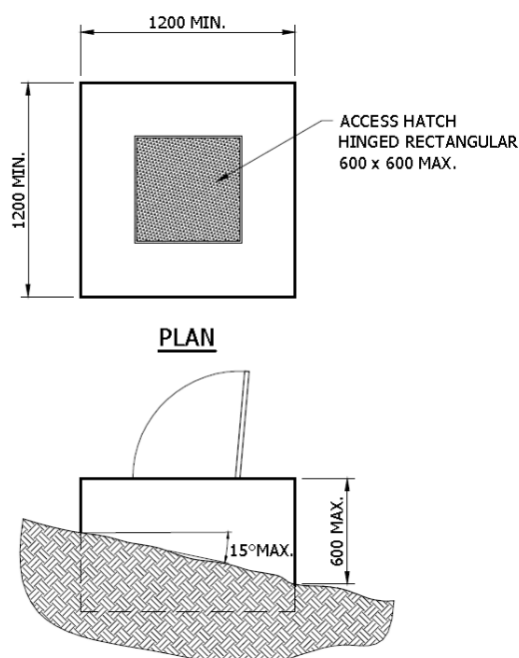 1200 MIN.
1200 MIN.
ACCESS HATCH
HINGED RECTANGULAR
600 x 600 MAX.
PLAN
15°MAX.
600 MAX.